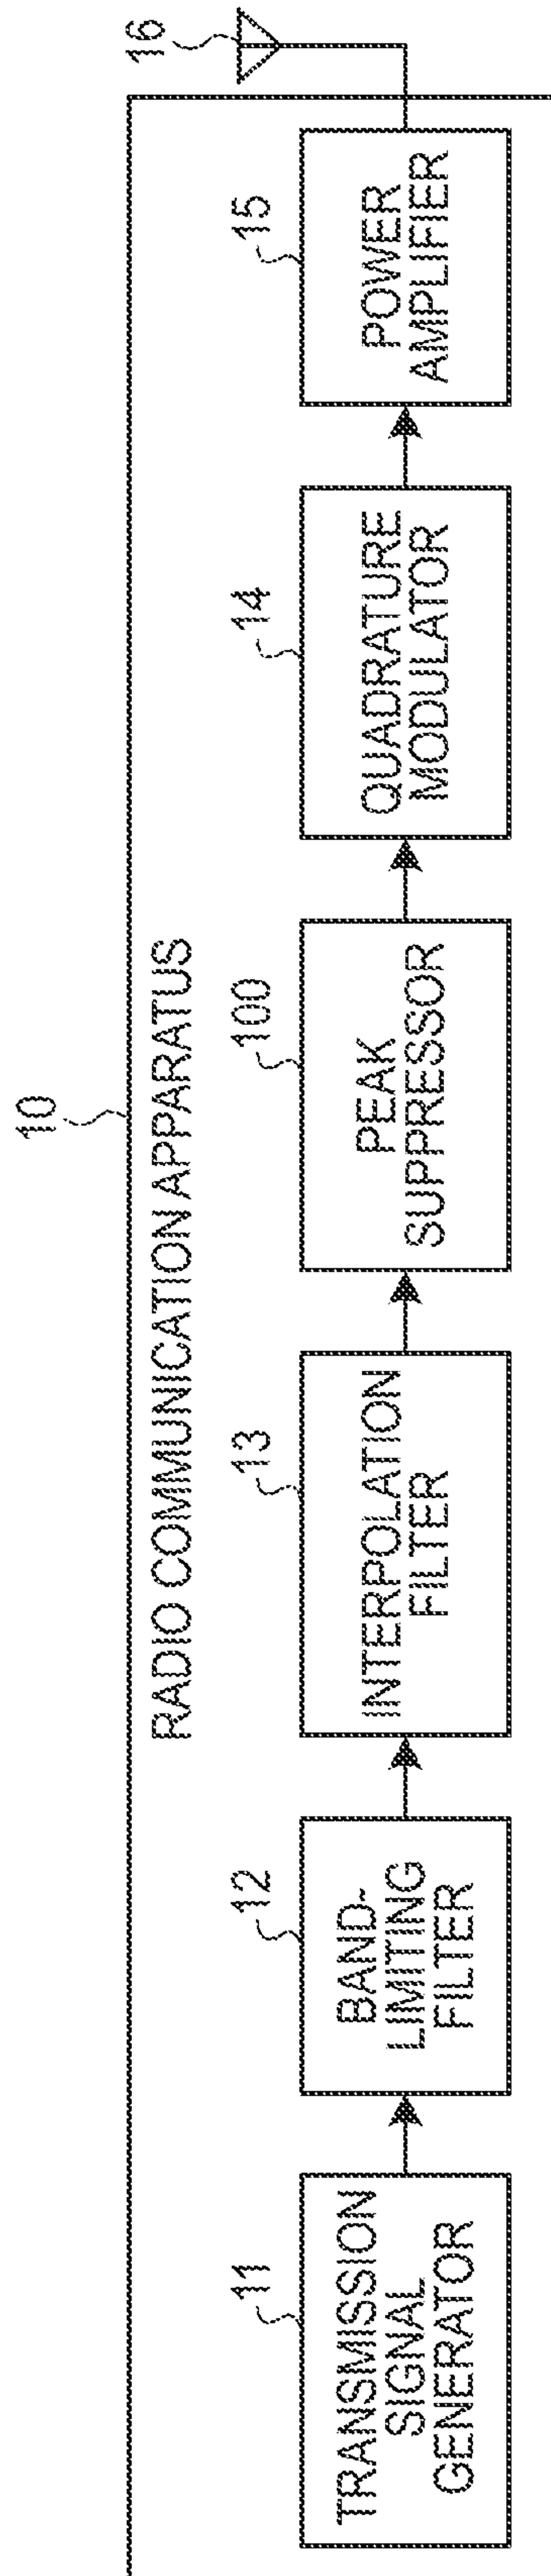 10
RADIO COMMUNICATION APPARATUS
11
TRANSMISSION
SIGNAL
GENERATOR
12
BAND-
LIMITING
FILTER
13
INTERPOLATION
FILTER
100
PEAK
SUPPRESSOR
14
QUADRATURE
MODULATOR
15
POWER
AMPLIFIER
16